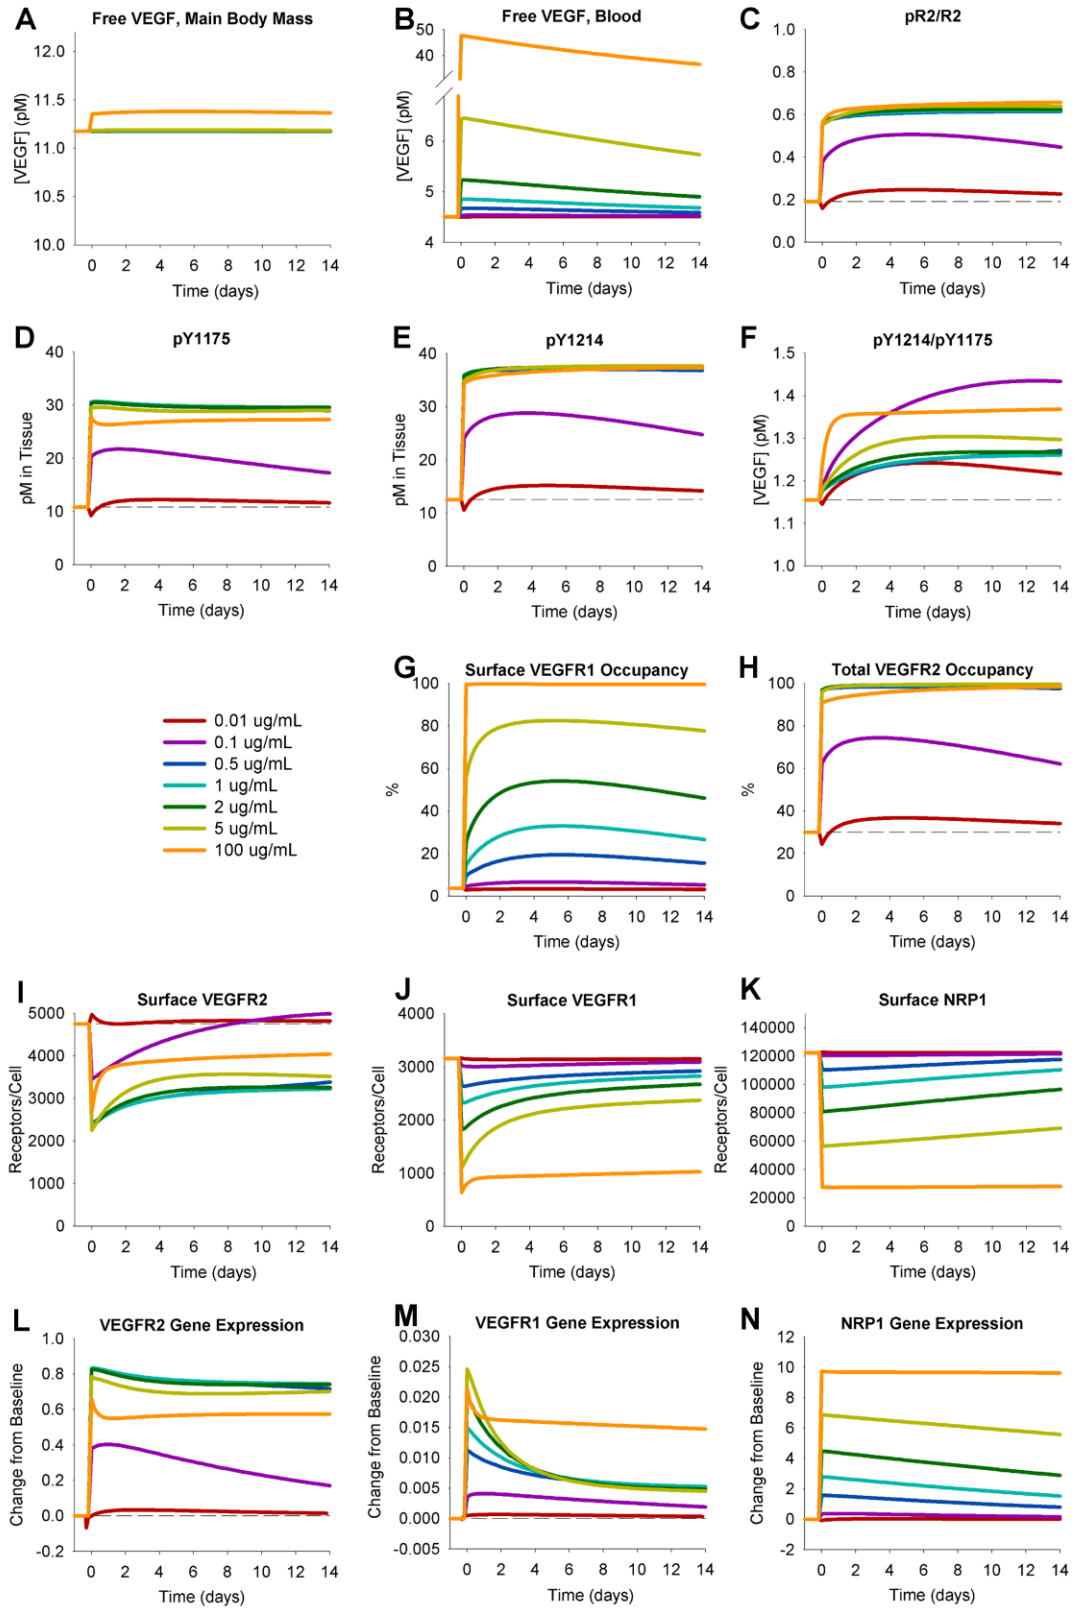 A Free VEGF, Main Body Mass
[VEGF] (pM)
12.0
11.5
11.0
10.5
10.0
0 2 4 6 8 10 12 14
Time (days)
B Free VEGF, Blood
[VEGF] (pM)
50
40
6
5
4
0 2 4 6 8 10 12 14
Time (days)
C pR2/R2
1.0
0.8
0.6
0.4
0.2
0.0
0 2 4 6 8 10 12 14
Time (days)
D pY1175
pM in Tissue
40
30
20
10
0
0 2 4 6 8 10 12 14
Time (days)
E pY1214
pM in Tissue
40
30
20
10
0
0 2 4 6 8 10 12 14
Time (days)
F pY1214/pY1175
[VEGF] (pM)
1.5
1.4
1.3
1.2
1.1
1.0
0 2 4 6 8 10 12 14
Time (days)
0.01 ug/mL
0.1 ug/mL
0.5 ug/mL
1 ug/mL
2 ug/mL
5 ug/mL
100 ug/mL
G Surface VEGFR1 Occupancy
%
100
80
60
40
20
0
0 2 4 6 8 10 12 14
Time (days)
H Total VEGFR2 Occupancy
%
100
80
60
40
20
0
0 2 4 6 8 10 12 14
Time (days)
I Surface VEGFR2
Receptors/Cell
5000
4000
3000
2000
1000
0
0 2 4 6 8 10 12 14
Time (days)
J Surface VEGFR1
Receptors/Cell
4000
3000
2000
1000
0
0 2 4 6 8 10 12 14
Time (days)
K Surface NRP1
Receptors/Cell
140000
120000
100000
80000
60000
40000
20000
0
0 2 4 6 8 10 12 14
Time (days)
L VEGFR2 Gene Expression
Change from Baseline
1.0
0.8
0.6
0.4
0.2
0.0
-0.2
0 2 4 6 8 10 12 14
Time (days)
M VEGFR1 Gene Expression
Change from Baseline
0.030
0.025
0.020
0.015
0.010
0.005
0.000
-0.005
0 2 4 6 8 10 12 14
Time (days)
N NRP1 Gene Expression
Change from Baseline
12
10
8
6
4
2
0
-2
0 2 4 6 8 10 12 14
Time (days)